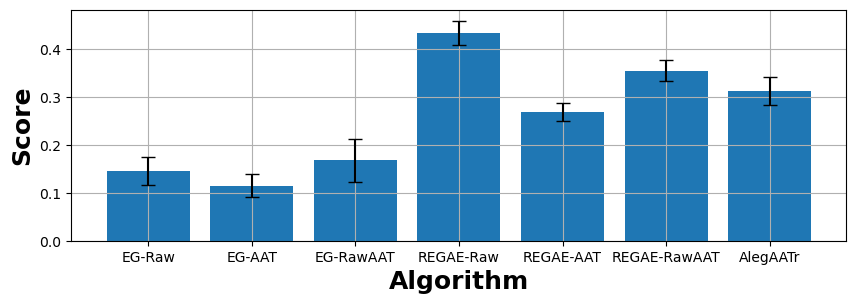 Score
0.4
0.3
0.2
0.1
0.0
EG-Raw EG-AAT EG-RawAAT REGAE-Raw REGAE-AAT REGAE-RawAAT AlegAATr
Algorithm